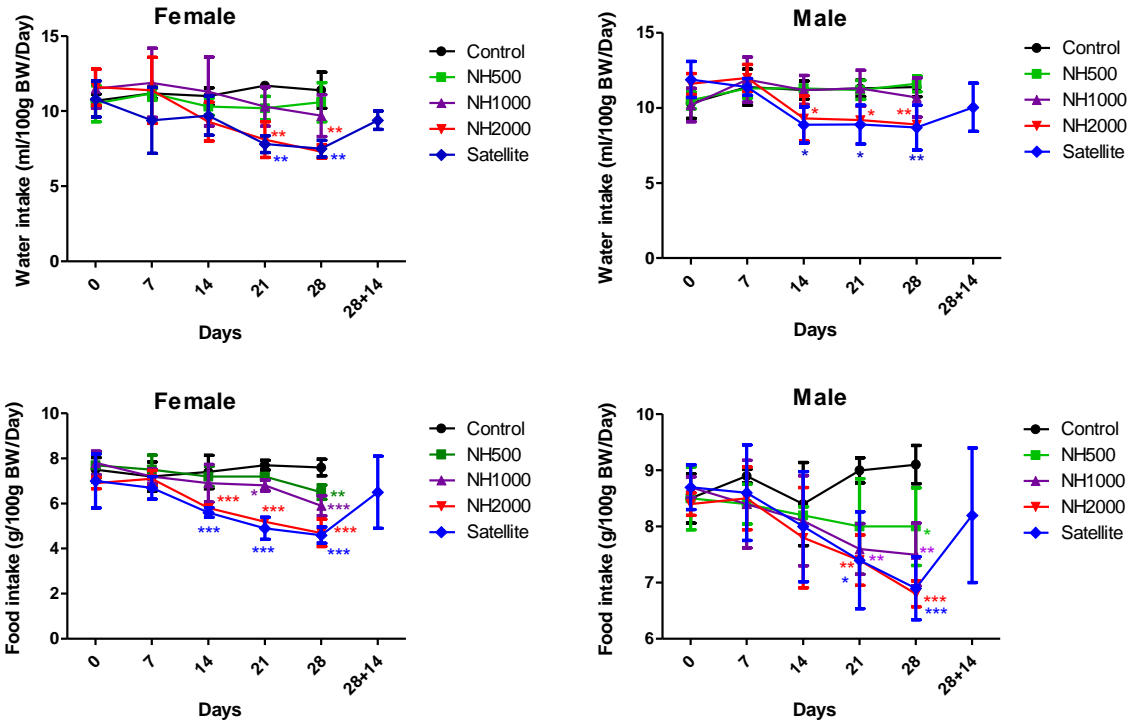 Female
Water intake (ml/100g BW/Day)
15
10
5
0
0
7
14
21
28
28+14
Days
**
**
**
**
Control
NH500
NH1000
NH2000
Satellite
Male
Water intake (ml/100g BW/Day)
15
10
5
0
0
7
14
21
28
28+14
Days
*
*
**
*
*
**
Control
NH500
NH1000
NH2000
Satellite
Female
Food intake (g/100g BW/Day)
10
8
6
4
2
0
0
7
14
21
28
28+14
Days
*
**
***
***
***
***
***
***
***
Control
NH500
NH1000
NH2000
Satellite
Male
Food intake (g/100g BW/Day)
10
9
8
7
6
0
7
14
21
28
28+14
Days
*
**
**
**
*
***
***
Control
NH500
NH1000
NH2000
Satellite